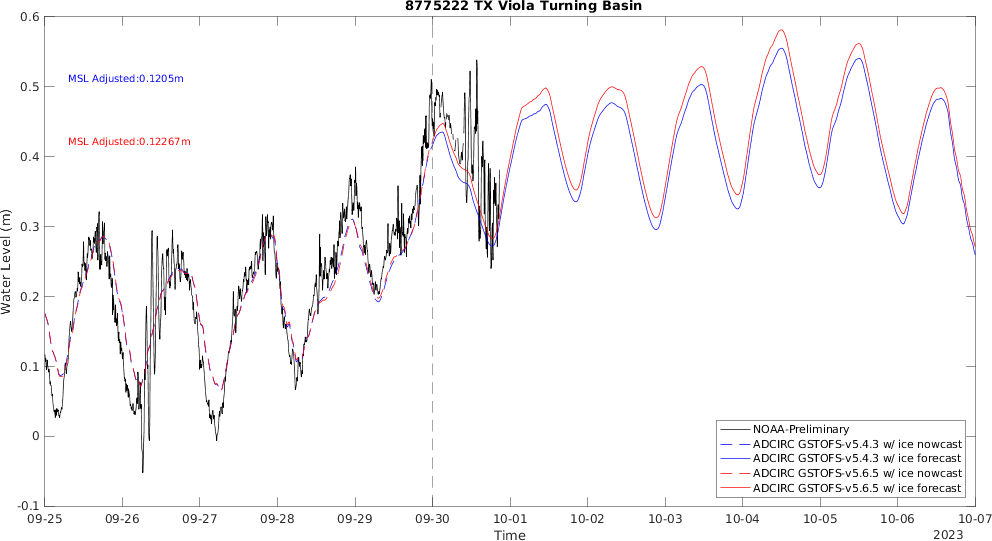 8775222 TX Viola Turning Basin
MSL Adjusted:0.1205m
MSL Adjusted:0.12267m
Water Level (m)
0.6
0.5
0.4
0.3
0.2
0.1
0
-0.1
NOAA-Preliminary
ADCIRC GSTOFS-v5.4.3 w/ ice nowcast
ADCIRC GSTOFS-v5.4.3 w/ ice forecast
ADCIRC GSTOFS-v5.6.5 w/ ice nowcast
ADCIRC GSTOFS-v5.6.5 w/ ice forecast
09-25 09-26 09-27 09-28 09-29 09-30 10-01 10-02 10-03 10-04 10-05 10-06 10-07
Time
2023